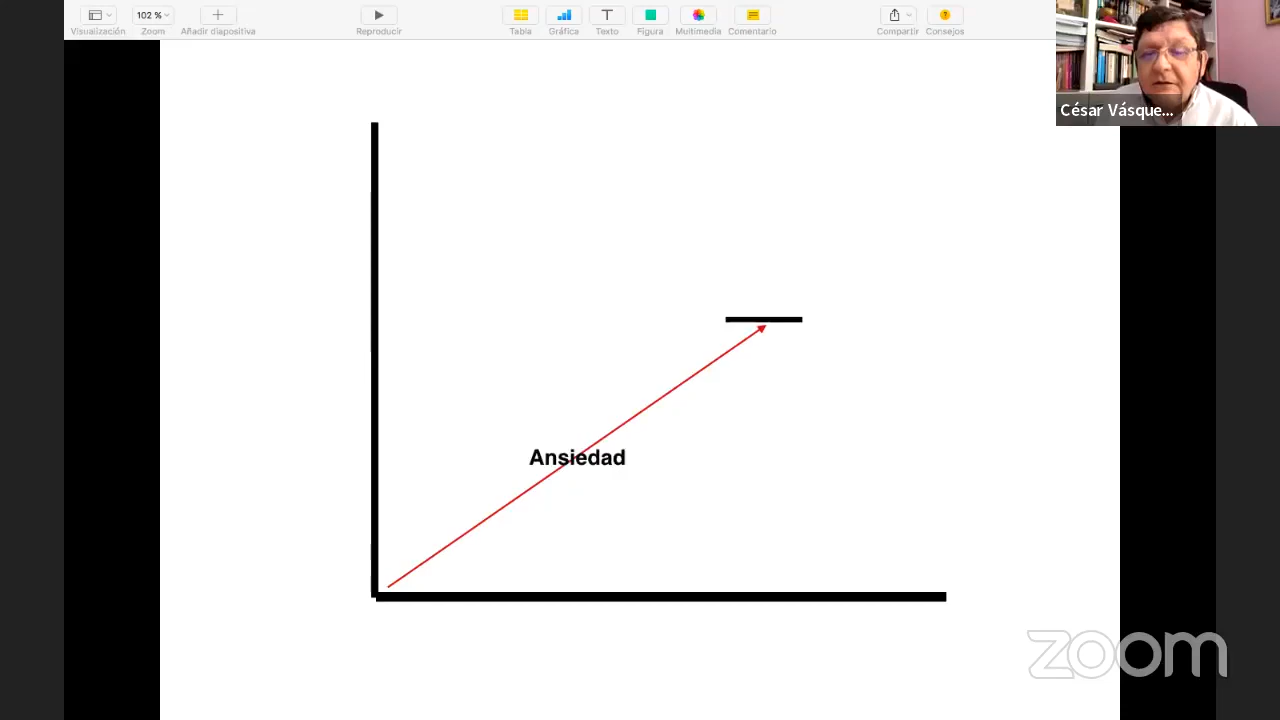 102 %
Visualización Zoom Añadir diapositiva Reproducir Tabla Gráfica Texto Figura Multimedia Comentario Compartir Consejos
César Vásque...
Ansiedad
zoom